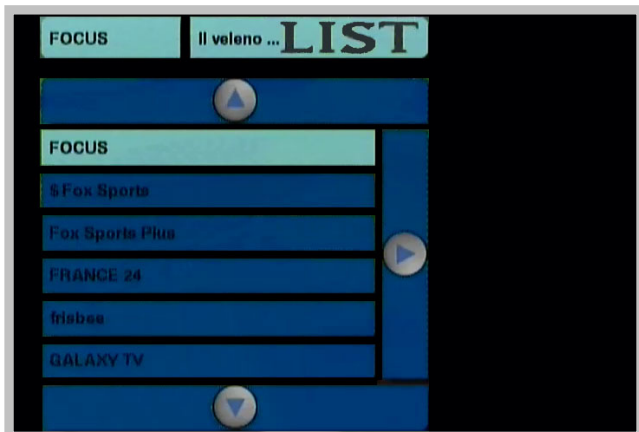 FOCUS
Il veleno ... LIST
FOCUS
$ Fox Sports
Fox Sports Plus
FRANCE 24
frisbee
GALAXY TV